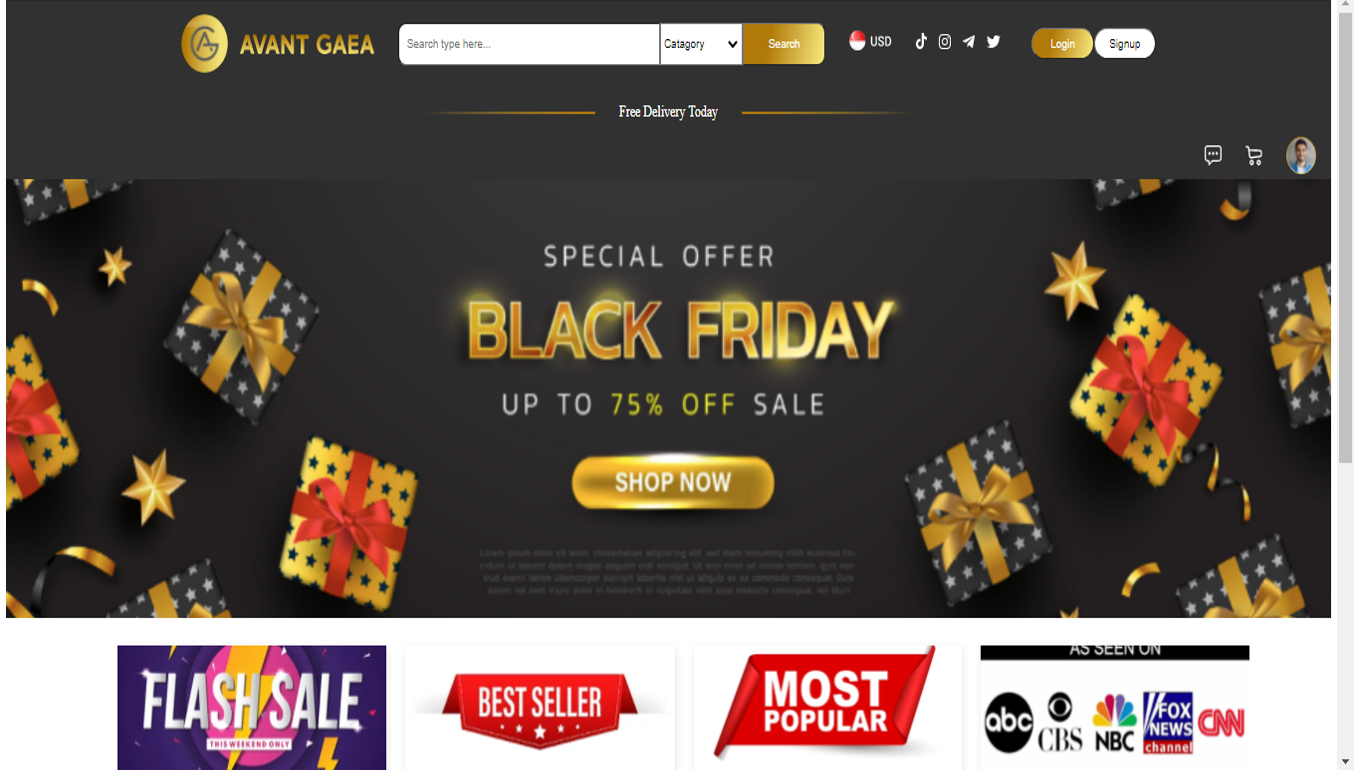 AVANT GAEA
Search type here...
Catagory
Search
USD
Login
Signup
Free Delivery Today
SPECIAL OFFER
BLACK FRIDAY
UP TO 75% OFF SALE
SHOP NOW
FLASH SALE
THIS WEEKEND ONLY
BEST SELLER
MOST
POPULAR
AS SEEN ON
abc
CBS
NBC
FOX
NEWS
channel
CNN